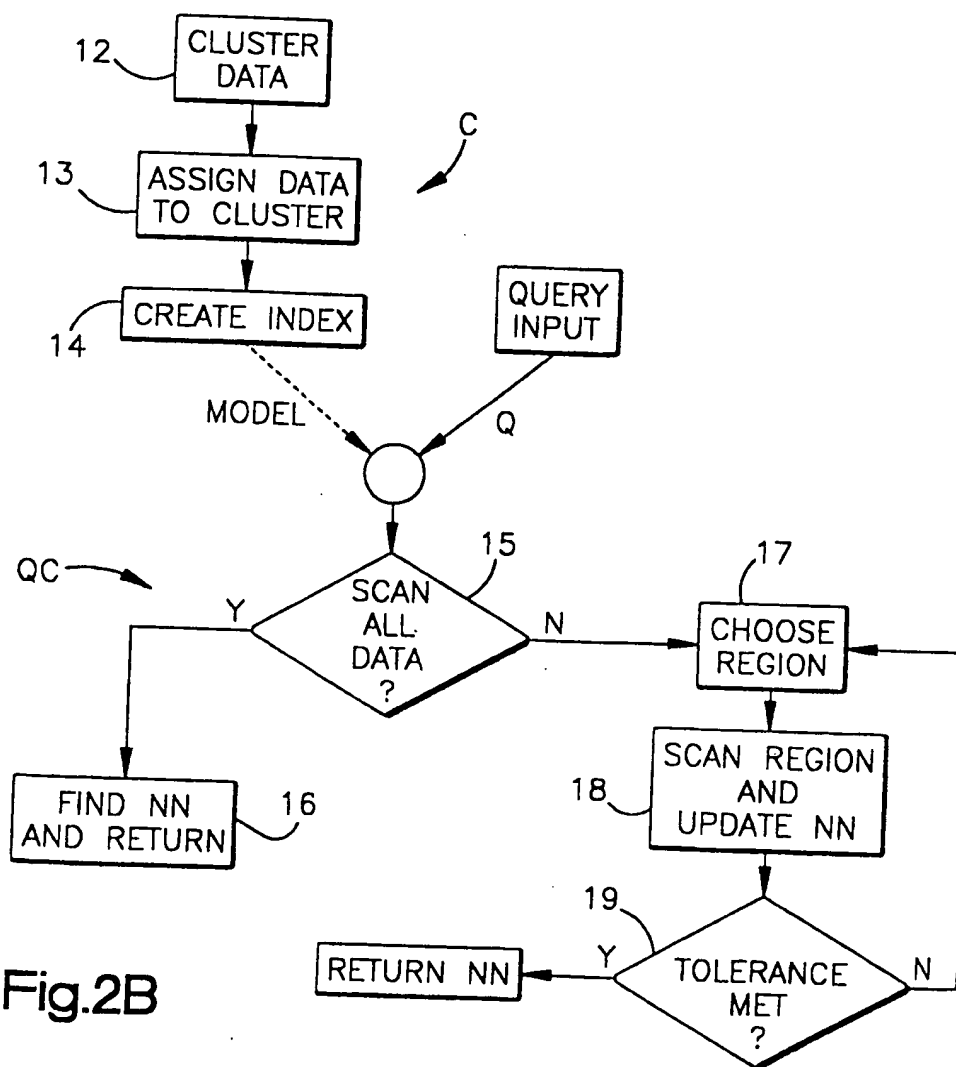 12
CLUSTER
DATA
C
13
ASSIGN DATA
TO CLUSTER
14
CREATE INDEX
QUERY
INPUT
MODEL
Q
QC
15
SCAN
ALL
DATA
?
Y
N
17
CHOOSE
REGION
FIND NN
AND RETURN
16
18
SCAN REGION
AND
UPDATE NN
19
TOLERANCE
MET
?
Y
N
RETURN NN
Fig.2B